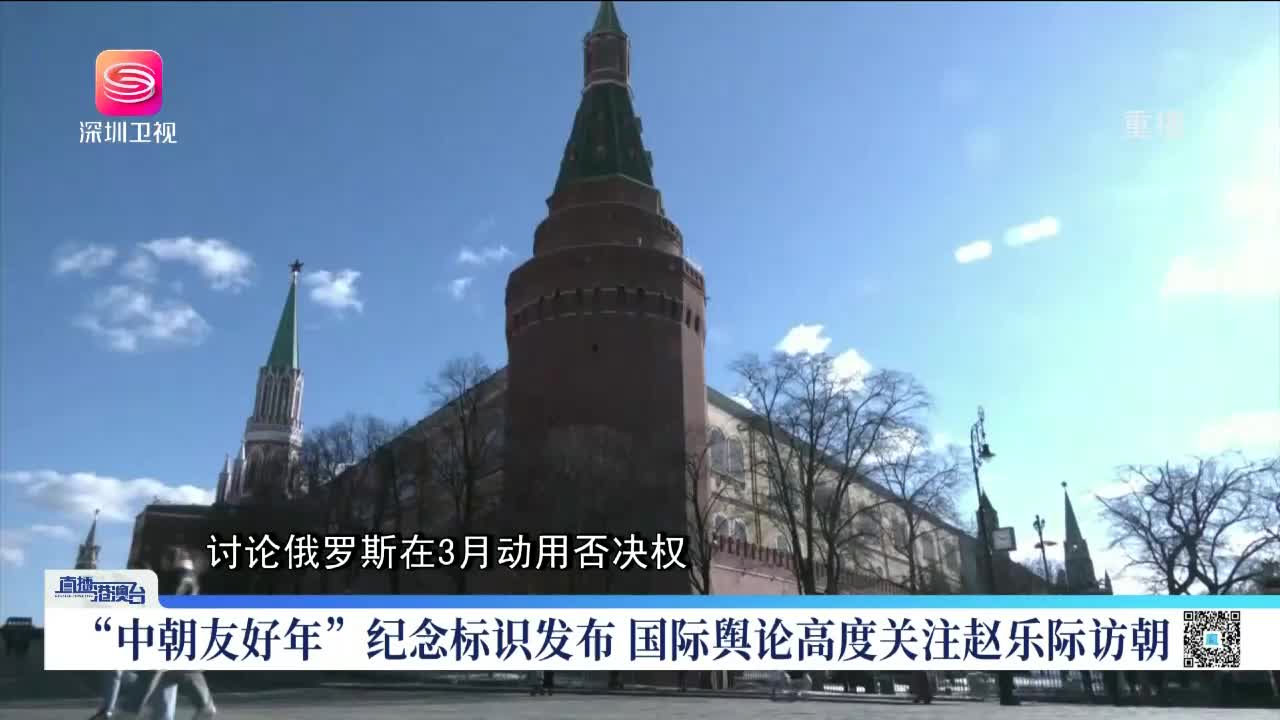 深圳卫视
重播
讨论俄罗斯在3月动用否决权
直播港澳台
“中朝友好年”纪念标识发布 国际舆论高度关注赵乐际访朝